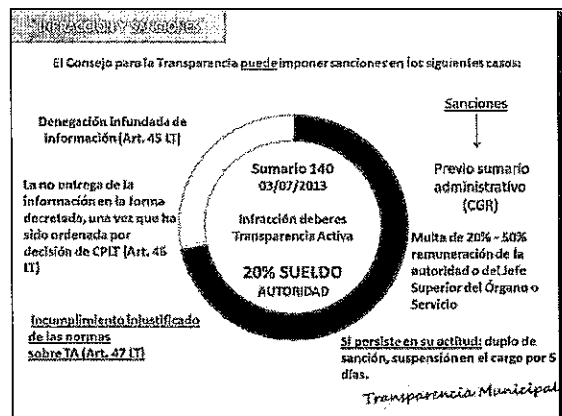 INFRACCION Y SANCIONES
El Consejo para la Transparencia puede imponer sanciones en los siguientes casos:
Denegación Infundada de
información (Art. 45 LT)
La no entrega de la
información en la forma
decretada, una vez que ha
sido ordenada por
decisión de CPLT (Art. 46
LT)
Incumplimiento Injustificado
de las normas
sobre TA (Art. 47 LT)
Sumario 140
03/07/2013
Infracción deberes
Transparencia Activa
20% SUELDO
AUTORIDAD
Sanciones
Previo sumario
administrativo
(CGR)
Multa de 20% - 50%
remuneración de la
autoridad o del Jefe
Superior del Órgano o
Servicio
Si persiste en su actitud: duplo de
sanción, suspensión en el cargo por 5
días.
Transparencia Municipal